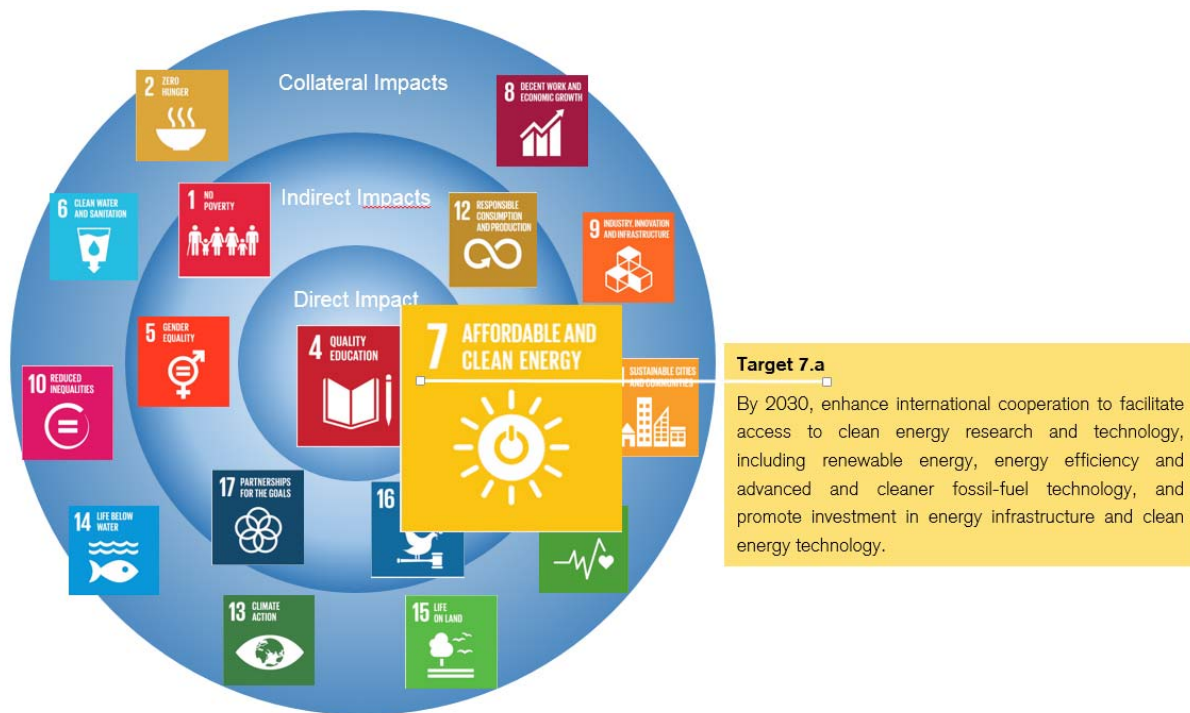 Collateral Impacts
2 ZERO
HUNGER
8 DECENT WORK AND
ECONOMIC GROWTH
Indirect Impacts
6 CLEAN WATER
AND SANITATION
1 NO
POVERTY
12 RESPONSIBLE
CONSUMPTION
AND PRODUCTION
9 INDUSTRY, INNOVATION
AND INFRASTRUCTURE
Direct Impact
5 GENDER
EQUALITY
4 QUALITY
EDUCATION
7 AFFORDABLE AND
CLEAN ENERGY
10 REDUCED
INEQUALITIES
SUSTAINABLE CITIES
AND COMMUNITIES
17 PARTNERSHIPS
FOR THE GOALS
16
14 LIFE BELOW
WATER
13 CLIMATE
ACTION
15 LIFE
ON LAND
Target 7.a
By 2030, enhance international cooperation to facilitate
access to clean energy research and technology,
including renewable energy, energy efficiency and
advanced and cleaner fossil-fuel technology, and
promote investment in energy infrastructure and clean
energy technology.